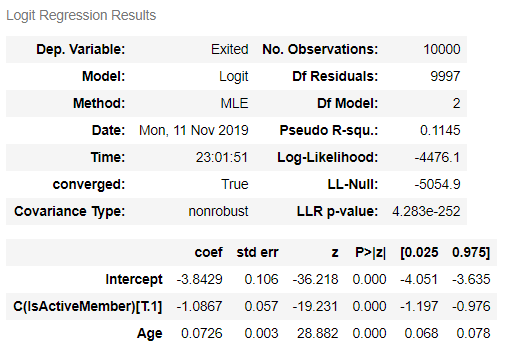 Logit Regression Results
Dep. Variable: Exited No. Observations: 10000
Model: Logit Df Residuals: 9997
Method: MLE Df Model: 2
Date: Mon, 11 Nov 2019 Pseudo R-squ.: 0.1145
Time: 23:01:51 Log-Likelihood: -4476.1
converged: True LL-Null: -5054.9
Covariance Type: nonrobust LLR p-value: 4.283e-252
coef std err z P>|z| [0.025 0.975]
Intercept -3.8429 0.106 -36.218 0.000 -4.051 -3.635
C(IsActiveMember)[T.1] -1.0867 0.057 -19.231 0.000 -1.197 -0.976
Age 0.0726 0.003 28.882 0.000 0.068 0.078